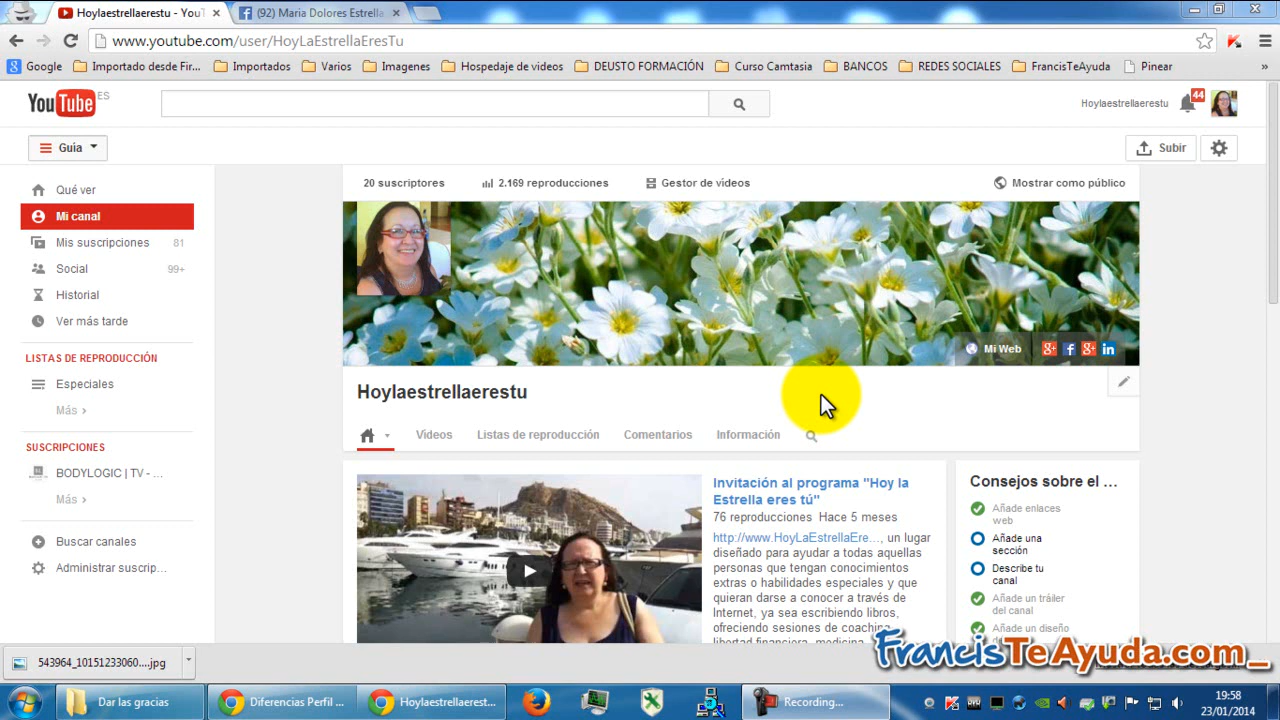 Hoylaestrellaerestu - YouT
(92) Maria Dolores Estrella
www.youtube.com/user/HoyLaEstrellaEresTu
Google Importado desde Fir... Importados Varios Imagenes Hospedaje de videos DEUSTO FORMACIÓN Curso Camtasia BANCOS REDES SOCIALES FrancisTeAyuda Pinear »
YouTube ES
Hoylaestrellaerestu 44
Guía
Subir
20 suscriptores 2.169 reproducciones Gestor de vídeos Mostrar como público
Qué ver
Mi canal
Mis suscripciones 81
Social 99+
Historial
Ver más tarde
LISTAS DE REPRODUCCIÓN
Especiales
Más ›
SUSCRIPCIONES
BODYLOGIC | TV - ...
Más ›
Buscar canales
Administrar suscrip...
Mi Web g+ f g+ in
Hoylaestrellaerestu
Vídeos Listas de reproducción Comentarios Información
Invitación al programa "Hoy la
Estrella eres tú"
76 reproducciones Hace 5 meses
http://www.HoyLaEstrellaEre..., un lugar
diseñado para ayudar a todas aquellas
personas que tengan conocimientos
extras o habilidades especiales y que
quieran darse a conocer a través de
Internet, ya sea escribiendo libros,
ofreciendo sesiones de coaching,
libertad financiera, medicina
Consejos sobre el ...
Añade enlaces
web
Añade una
sección
Describe tu
canal
Añade un tráiler
del canal
Añade un diseño
FrancisTeAyuda.com_
543964_10151233060....jpg
Dar las gracias
Diferencias Perfil ...
Hoylaestrellaerest...
Recording...
19:58
23/01/2014